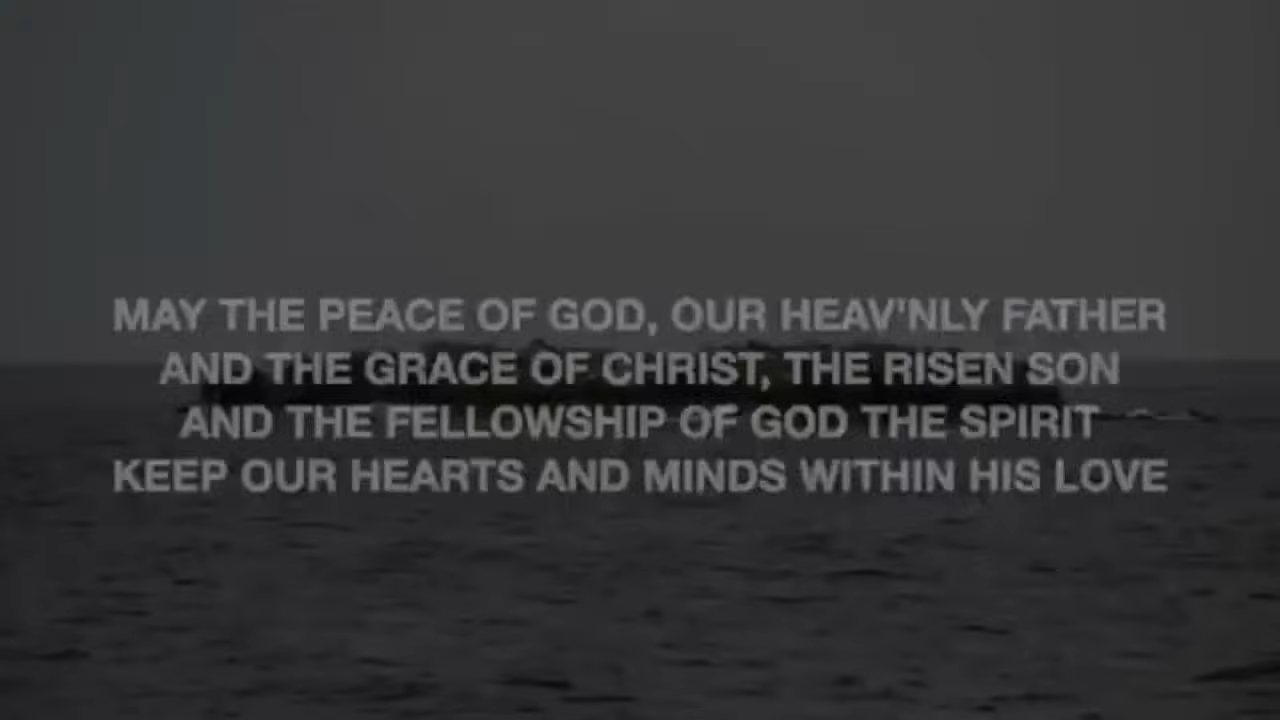 MAY THE PEACE OF GOD, OUR HEAV'NLY FATHER
AND THE GRACE OF CHRIST, THE RISEN SON
AND THE FELLOWSHIP OF GOD THE SPIRIT
KEEP OUR HEARTS AND MINDS WITHIN HIS LOVE